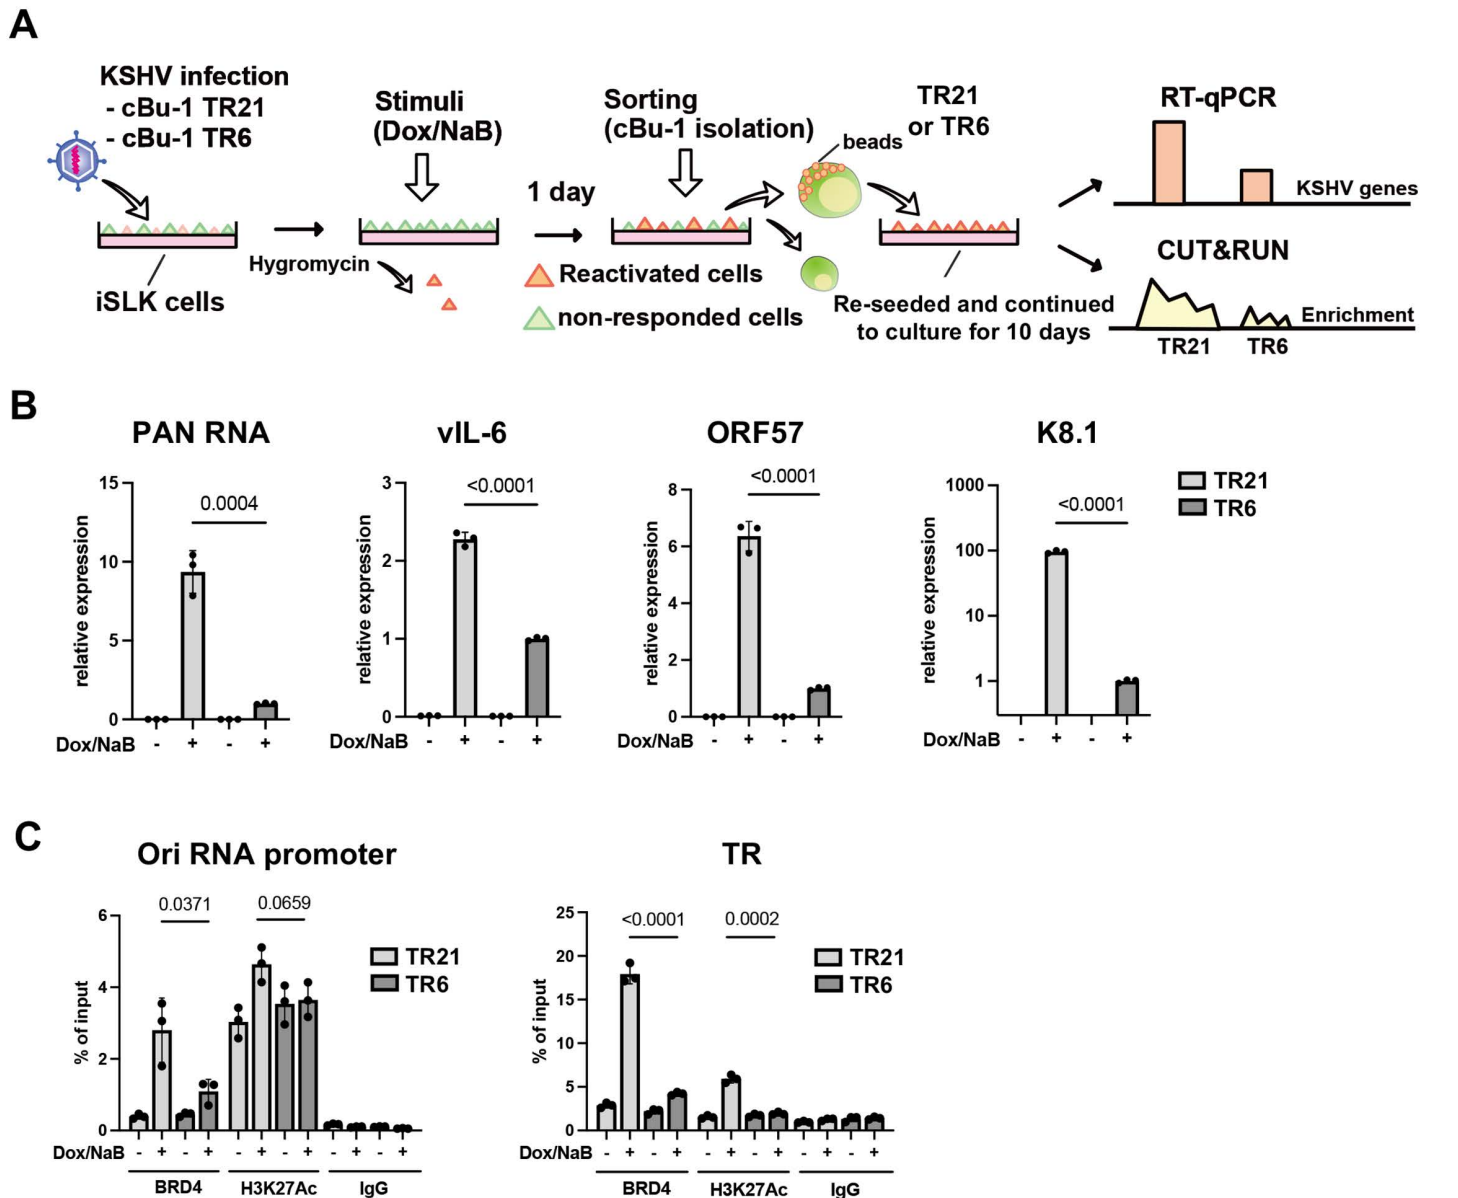 A
KSHV infection
- cBu-1 TR21
- cBu-1 TR6
Stimuli
(Dox/NaB)
Sorting
(cBu-1 isolation)
beads
TR21
or TR6
RT-qPCR
KSHV genes
1 day
Hygromycin
iSLK cells
Reactivated cells
non-responded cells
Re-seeded and continued
to culture for 10 days
CUT&RUN
Enrichment
TR21 TR6
B
PAN RNA
0.0004
15
10
5
0
relative expression
Dox/NaB - + - +
vIL-6
<0.0001
3
2
1
0
relative expression
Dox/NaB - + - +
ORF57
<0.0001
8
6
4
2
0
relative expression
Dox/NaB - + - +
K8.1
<0.0001
1000
100
10
1
relative expression
Dox/NaB - + - +
TR21
TR6
C
Ori RNA promoter
0.0371 0.0659
6
4
2
0
% of input
TR21
TR6
Dox/NaB - + - + - + - + - + - +
BRD4 H3K27Ac IgG
TR
<0.0001 0.0002
25
20
15
10
5
0
% of input
TR21
TR6
Dox/NaB - + - + - + - + - + - +
BRD4 H3K27Ac IgG